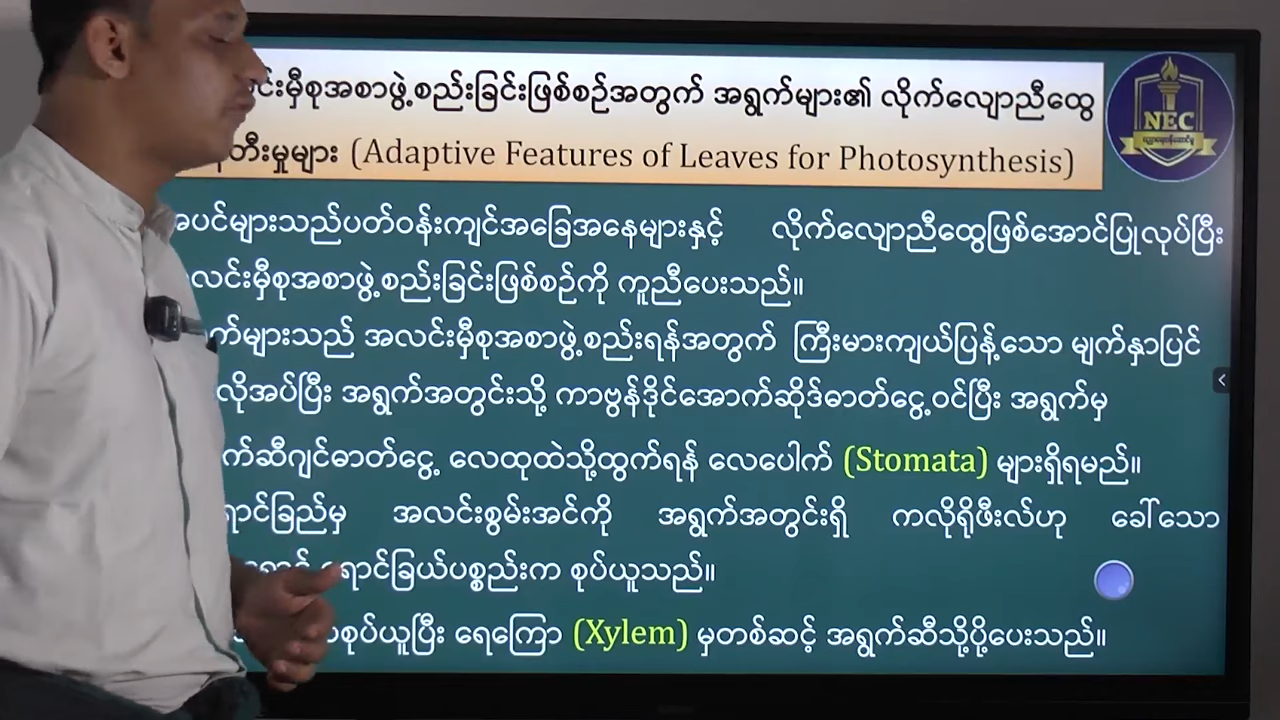 အလင်းမှီစုအစာဖွဲ့စည်းခြင်းဖြစ်စဉ်အတွက် အရွက်များ၏ လိုက်လျောညီထွေ
(Adaptive Features of Leaves for Photosynthesis)
NEC
အပင်များသည်ပတ်ဝန်းကျင်အခြေအနေများနှင့် လိုက်လျောညီထွေဖြစ်အောင်ပြုလုပ်ပြီး
အလင်းမှီစုအစာဖွဲ့စည်းခြင်းဖြစ်စဉ်ကို ကူညီပေးသည်။
အရွက်များသည် အလင်းမှီစုအစာဖွဲ့စည်းရန်အတွက် ကြီးမားကျယ်ပြန့်သော မျက်နှာပြင်
လိုအပ်ပြီး အရွက်အတွင်းသို့ ကာဗွန်ဒိုင်အောက်ဆိုဒ်ဓာတ်ငွေ့ဝင်ပြီး အရွက်မှ
အောက်ဆီဂျင်ဓာတ်ငွေ့ လေထုထဲသို့ထွက်ရန် လေပေါက် (Stomata) များရှိရမည်။
ရောင်ခြည်မှ အလင်းစွမ်းအင်ကို အရွက်အတွင်းရှိ ကလိုရိုဖီးလ်ဟု ခေါ်သော
ရောင်ခြယ်ပစ္စည်းက စုပ်ယူသည်။
စုပ်ယူပြီး ရေကြော (Xylem) မှတစ်ဆင့် အရွက်ဆီသို့ပို့ပေးသည်။